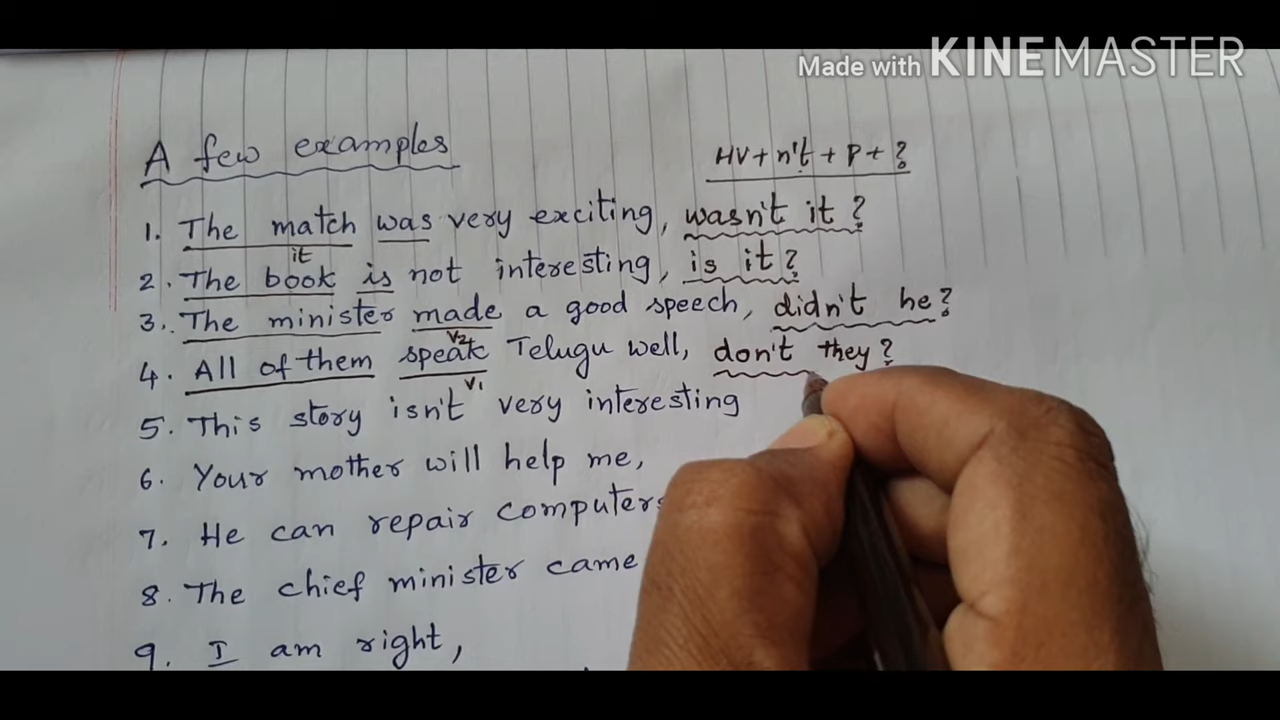 Made with KINEMASTER
A few examples
HV + n't + P + ?
1. The match was very exciting, wasn't it?
it
2. The book is not interesting, is it?
3. The minister made a good speech, didn't he?
V2
4. All of them speak Telugu well, don't they?
V1
5. This story isn't very interesting
6. Your mother will help me,
7. He can repair computers
8. The chief minister came
9. I am right,